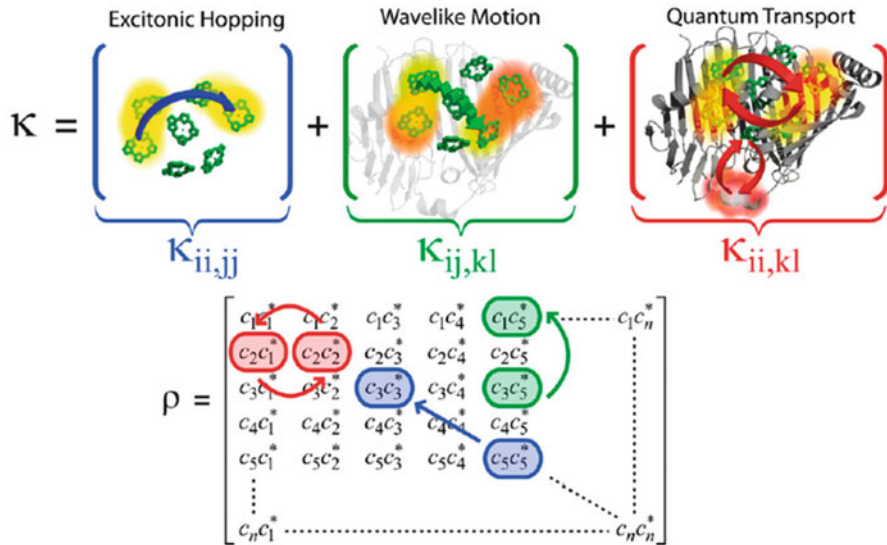 Excitonic Hopping Wavelike Motion Quantum Transport
κ = + +
κii,jj κij,kl κii,kl
c₁c₁* c₁c₂* c₁c₃* c₁c₄* c₁c₅* c₁cₙ*
c₂c₁* c₂c₂* c₂c₃* c₂c₄* c₂c₅*
ρ = c₃c₁* c₃c₂* c₃c₃* c₃c₄* c₃c₅*
c₄c₁* c₄c₂* c₄c₃* c₄c₄* c₄c₅*
c₅c₁* c₅c₂* c₅c₃* c₅c₄* c₅c₅*
cₙc₁* cₙcₙ*